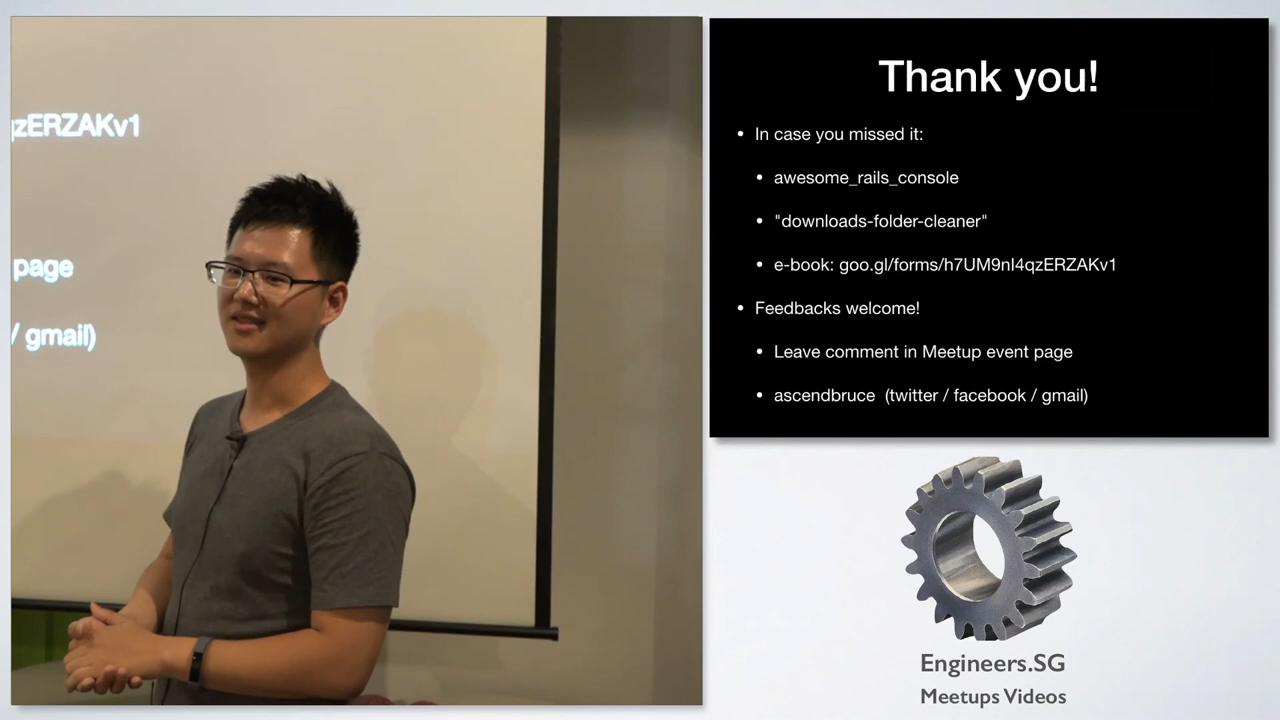 qzERZAKv1
page
/ gmail)
Thank you!
• In case you missed it:
• awesome_rails_console
• "downloads-folder-cleaner"
• e-book: goo.gl/forms/h7UM9nI4qzERZAKv1
• Feedbacks welcome!
• Leave comment in Meetup event page
• ascendbruce (twitter / facebook / gmail)
Engineers.SG
Meetups Videos